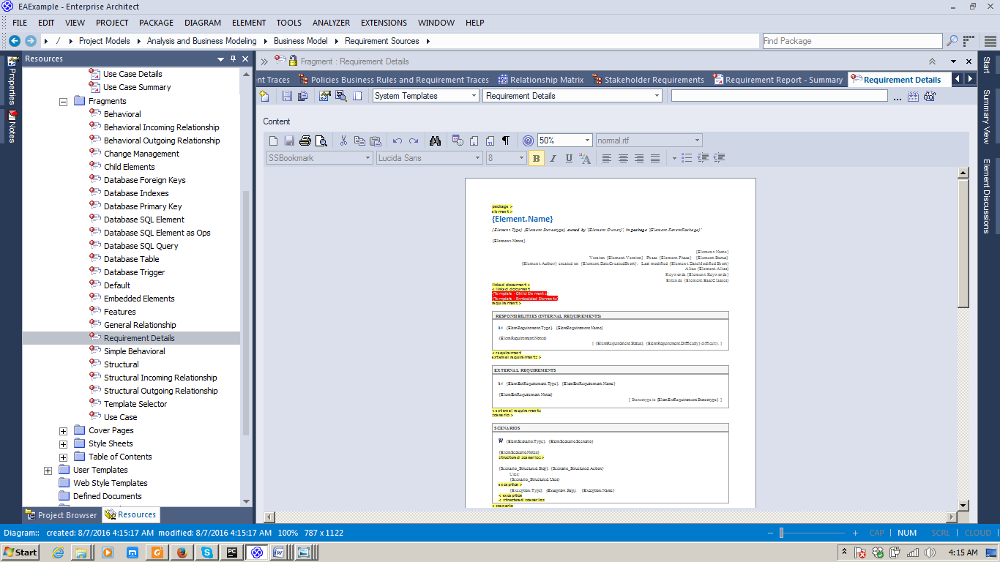 EAExample - Enterprise Architect
FILE EDIT VIEW PROJECT PACKAGE DIAGRAM ELEMENT TOOLS ANALYZER EXTENSIONS WINDOW HELP
/ Project Models Analysis and Business Modeling Business Model Requirement Sources Find Package
Properties
Notes
Resources
Use Case Details
Use Case Summary
Fragments
Behavioral
Behavioral Incoming Relationship
Behavioral Outgoing Relationship
Change Management
Child Elements
Database Foreign Keys
Database Indexes
Database Primary Key
Database SQL Element
Database SQL Element as Ops
Database SQL Query
Database Table
Database Trigger
Default
Embedded Elements
Features
General Relationship
Requirement Details
Simple Behavioral
Structural
Structural Incoming Relationship
Structural Outgoing Relationship
Template Selector
Use Case
Cover Pages
Style Sheets
Table of Contents
User Templates
Web Style Templates
Defined Documents
Project Browser Resources
Fragment : Requirement Details
nt Traces Policies Business Rules and Requirement Traces Relationship Matrix Stakeholder Requirements Requirement Report - Summary Requirement Details
System Templates Requirement Details ...
Content
50% normal.rtf
SSBookmark Lucida Sans 8 B I U
package >
element >
{Element.Name}
{Element.Type} {Element.Stereotype} owned by '{Element.Owner}', in package '{Element.ParentPackage}'
{Element.Notes}
{Element.Name}
Version {Element.Version} Phase {Element.Phase} {Element.Status}
{Element.Author} created on {Element.DateCreatedShort}. Last modified {Element.DateModifiedShort}
Alias {Element.Alias}
Keywords {Element.Keywords}
Extends {Element.BaseClasses}
linked document >
< linked document
{Template - Child Elements}
{Template - Embedded Elements}
requirement >
RESPONSIBILITIES (INTERNAL REQUIREMENTS)
{ElemRequirement.Type} {ElemRequirement.Name}
{ElemRequirement.Notes}
[ {ElemRequirement.Status}, {ElemRequirement.Difficulty} difficulty. ]
< requirement
external requirements >
EXTERNAL REQUIREMENTS
{ElemExtRequirement.Type}. {ElemExtRequirement.Name}
{ElemExtRequirement.Notes}
[ Stereotype is {ElemExtRequirement.Stereotype} ]
< external requirements
scenario >
SCENARIOS
{ElemScenario.Type}. {ElemScenario.Scenario}
{ElemScenario.Notes}
structured scenarios >
{Scenario_Structured.Step}. {Scenario_Structured.Action}
Uses:
{Scenario_Structured.Uses}
exception >
{Exception.Type} {Exception.Step}. {Exception.Name}
< exception
< structured scenarios
< scenario
Start
Summary View
Element Discussions
Diagram:: created: 8/7/2016 4:15:17 AM modified: 8/7/2016 4:15:17 AM 100% 787 x 1122 CAP NUM SCRL CLOUD
Start 4:15 AM